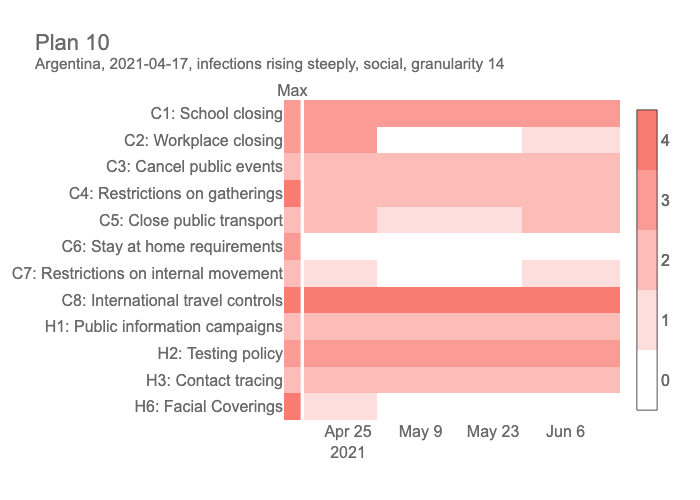 Plan 10
Argentina, 2021-04-17, infections rising steeply, social, granularity 14
Max
C1: School closing
C2: Workplace closing
C3: Cancel public events
C4: Restrictions on gatherings
C5: Close public transport
C6: Stay at home requirements
C7: Restrictions on internal movement
C8: International travel controls
H1: Public information campaigns
H2: Testing policy
H3: Contact tracing
H6: Facial Coverings
4
3
2
1
0
Apr 25 May 9 May 23 Jun 6
2021